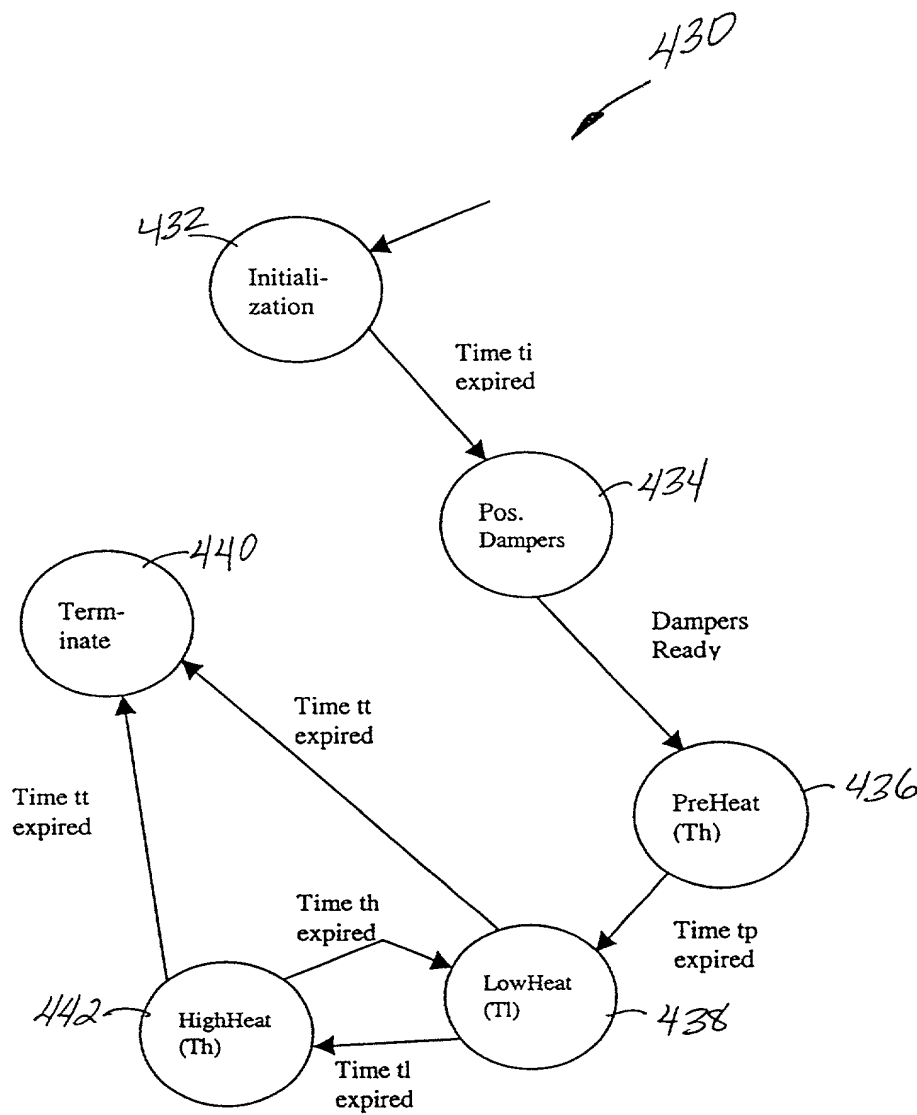 430
432
Initiali-
zation
Time ti
expired
434
Pos.
Dampers
440
Term-
inate
Dampers
Ready
Time tt
expired
Time tt
expired
436
PreHeat
(Th)
Time th
expired
Time tp
expired
442
HighHeat
(Th)
LowHeat
(Tl)
438
Time tl
expired